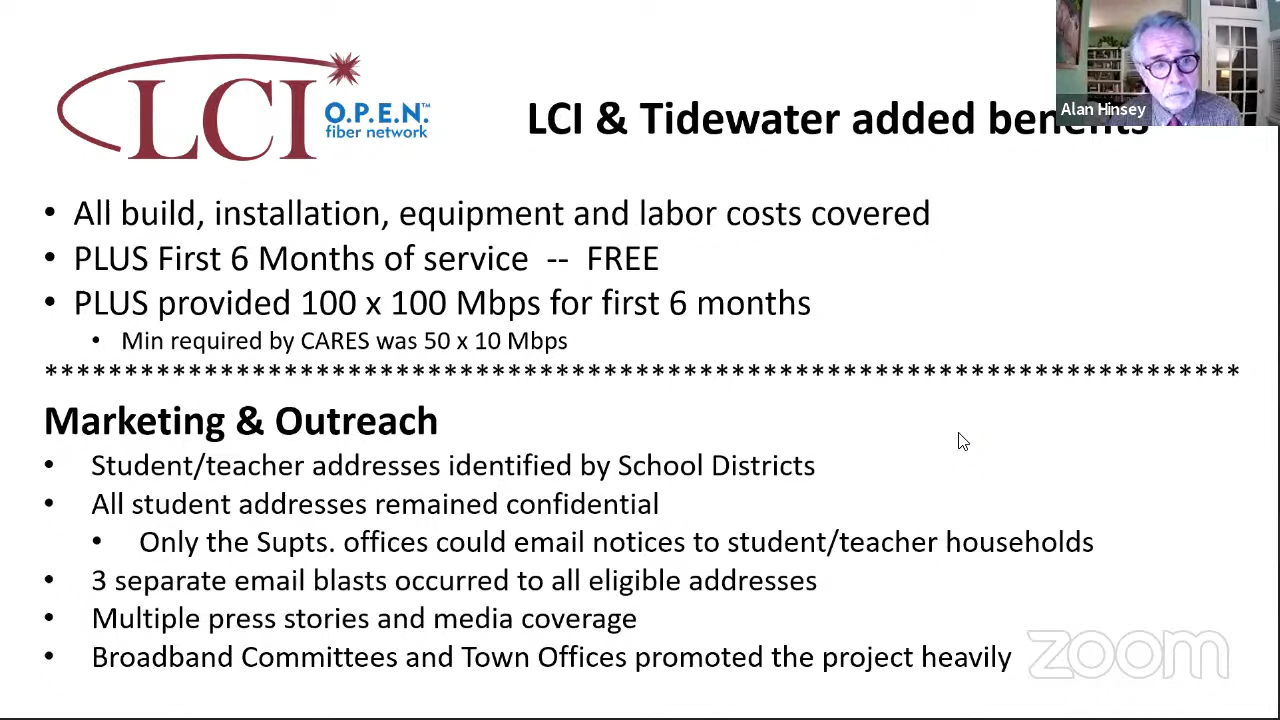 LCI
O.P.E.N.™
fiber network
LCI & Tidewater added benefits
Alan Hinsey
• All build, installation, equipment and labor costs covered
• PLUS First 6 Months of service -- FREE
• PLUS provided 100 x 100 Mbps for first 6 months
• Min required by CARES was 50 x 10 Mbps
***************************************************************************
Marketing & Outreach
• Student/teacher addresses identified by School Districts
• All student addresses remained confidential
• Only the Supts. offices could email notices to student/teacher households
• 3 separate email blasts occurred to all eligible addresses
• Multiple press stories and media coverage
• Broadband Committees and Town Offices promoted the project heavily
zoom